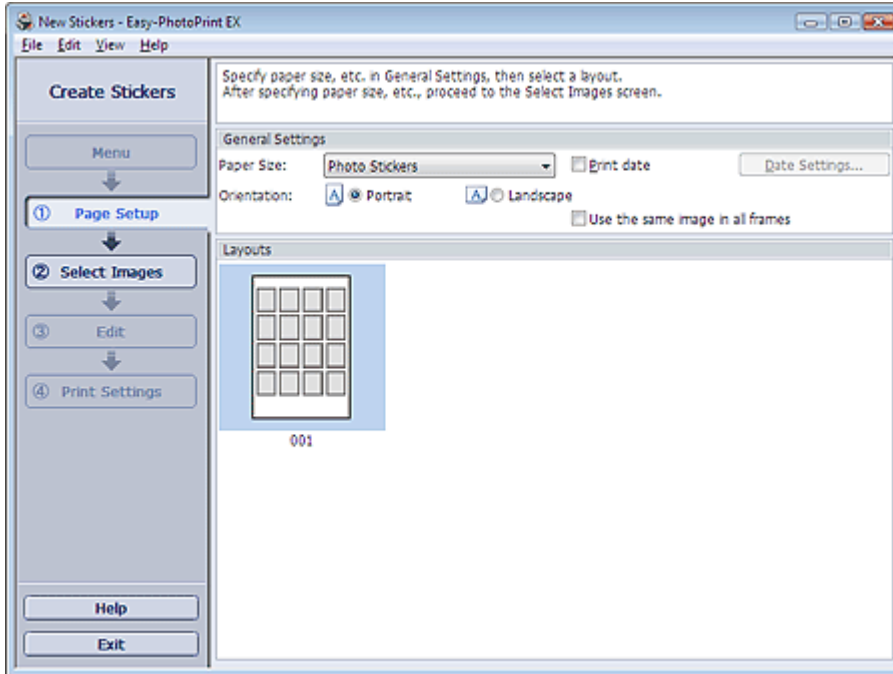 New Stickers - Easy-PhotoPrint EX
File Edit View Help
Create Stickers
Specify paper size, etc. in General Settings, then select a layout.
After specifying paper size, etc., proceed to the Select Images screen.
Menu
① Page Setup
② Select Images
③ Edit
④ Print Settings
Help
Exit
General Settings
Paper Size: Photo Stickers Print date Date Settings...
Orientation: A Portrait A Landscape
Use the same image in all frames
Layouts
001